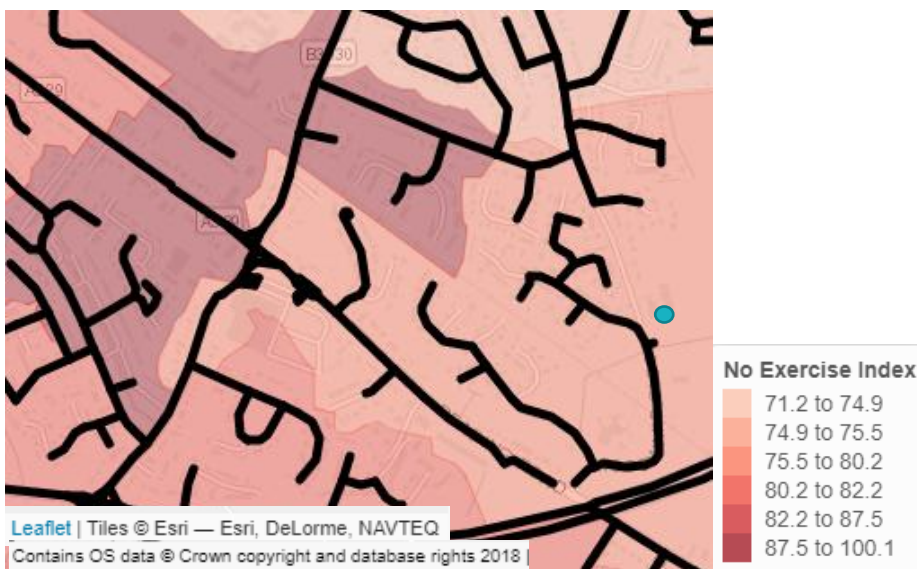 No Exercise Index
71.2 to 74.9
74.9 to 75.5
75.5 to 80.2
80.2 to 82.2
82.2 to 87.5
87.5 to 100.1
Leaflet | Tiles © Esri — Esri, DeLorme, NAVTEQ
Contains OS data © Crown copyright and database rights 2018 |